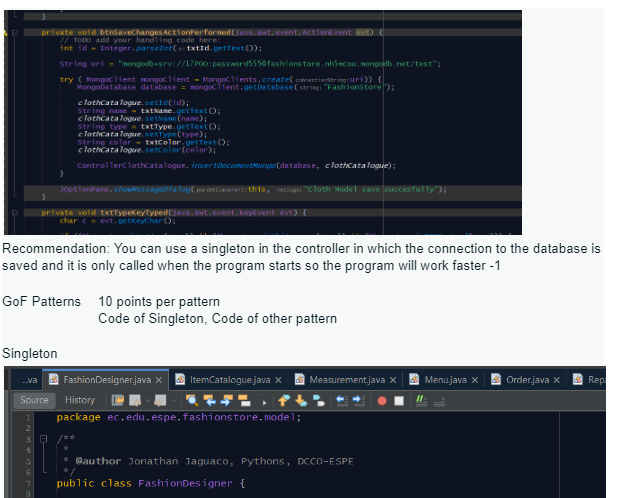 }
private void btnSaveChangesActionPerformed(java.awt.event.ActionEvent evt) {
// TODO add your handling code here:
int id = Integer.parseInt(s: txtId.getText());
String uri = "mongodb+srv://:@fashionstore.nh5mcou.mongodb.net/test";
try ( MongoClient mongoClient = MongoClients.create(connectionString: uri)) {
MongoDatabase database = mongoClient.getDatabase(string: "FashionStore");
clothCatalogue.setId(id);
String name = txtName.getText();
clothCatalogue.setName(name);
String type = txtType.getText();
clothCatalogue.setType(type);
String color = txtColor.getText();
clothCatalogue.setColor(color);
ControllerClothCatalogue.insertDocumentMongo(database, clothCatalogue);
}
JOptionPane.showMessageDialog(parentComponent: this, message: "Cloth Model save succesfully");
}
private void txtTypeKeyTyped(java.awt.event.KeyEvent evt) {
char c = evt.getKeyChar();
Recommendation: You can use a singleton in the controller in which the connection to the database is
saved and it is only called when the program starts so the program will work faster -1
GoF Patterns 10 points per pattern
Code of Singleton, Code of other pattern
Singleton
...va FashionDesigner.java ItemCatalogue.java Measurement.java Menu.java Order.java Rep
Source History
1 package ec.edu.espe.fashionstore.model;
2
3 /**
4 *
5 * @author Jonathan Jaguaco, Pythons, DCCO-ESPE
6 */
7 public class FashionDesigner {
8